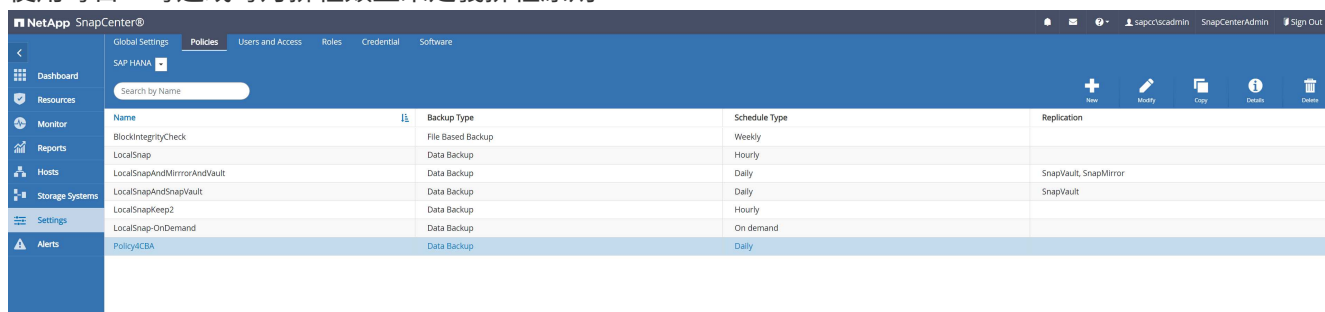 NetApp SnapCenter®
sapcc\scadmin SnapCenterAdmin Sign Out
Global Settings Policies Users and Access Roles Credential Software
SAP HANA
Dashboard
Search by Name
New Modify Copy Details Delete
Resources
Name Backup Type Schedule Type Replication
Monitor
BlockIntegrityCheck File Based Backup Weekly
Reports
LocalSnap Data Backup Hourly
Hosts
LocalSnapAndMirrrorAndVault Data Backup Daily SnapVault, SnapMirror
Storage Systems
LocalSnapAndSnapVault Data Backup Daily SnapVault
LocalSnapKeep2 Data Backup Hourly
Settings
LocalSnap-OnDemand Data Backup On demand
Alerts
Policy4CBA Data Backup Daily